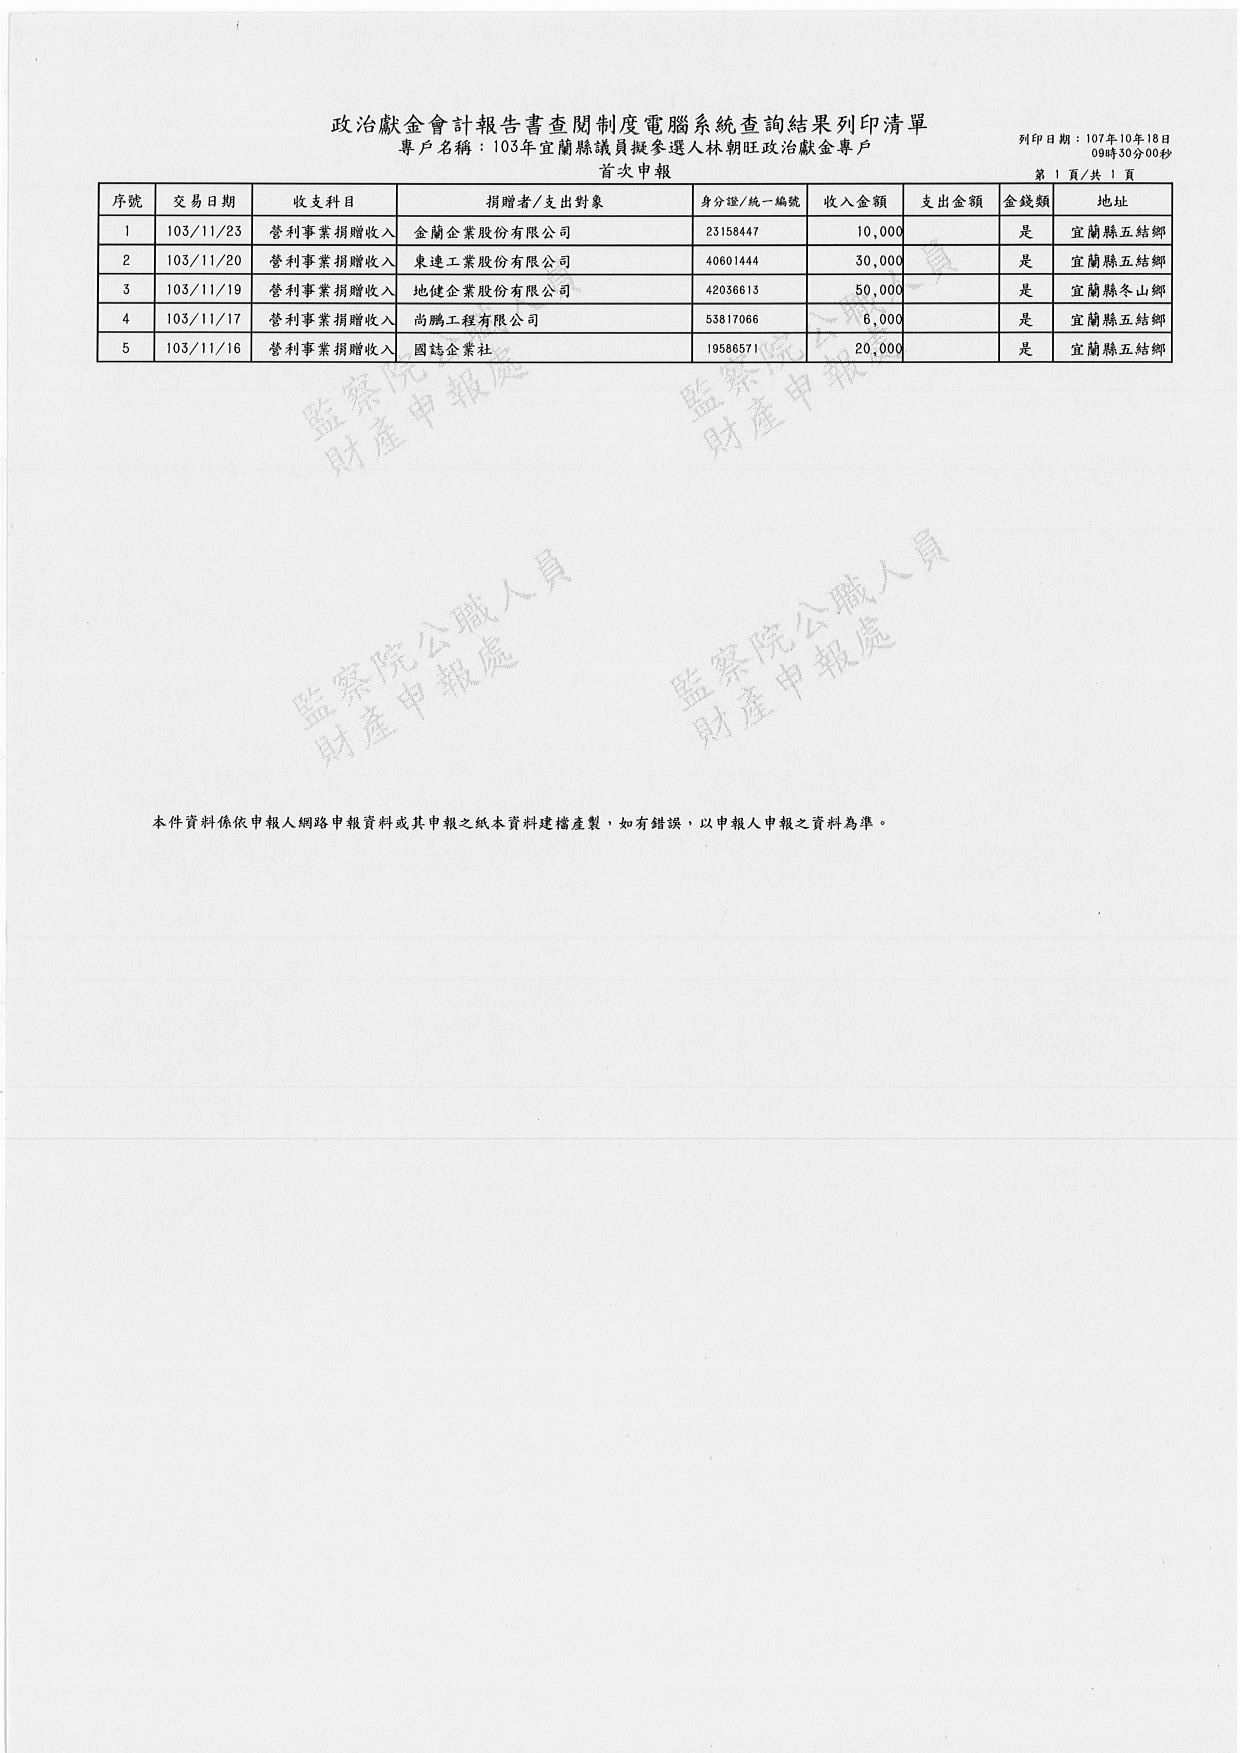 政治獻金會計報告書查閱制度電腦系統查詢結果列印清單
專戶名稱：103年宜蘭縣議員擬參選人林朝旺政治獻金專戶
首次申報
列印日期：107年10年18日
09時30分00秒
第 1 頁/共 1 頁
序號 交易日期 收支科目 捐贈者/支出對象 身分證/統一編號 收入金額 支出金額 金錢類 地址
1 103/11/23 營利事業捐贈收入 金蘭企業股份有限公司 23158447 10,000 是 宜蘭縣五結鄉
2 103/11/20 營利事業捐贈收入 東連工業股份有限公司 40601444 30,000 是 宜蘭縣五結鄉
3 103/11/19 營利事業捐贈收入 地健企業股份有限公司 42036613 50,000 是 宜蘭縣冬山鄉
4 103/11/17 營利事業捐贈收入 尚鵬工程有限公司 53817066 6,000 是 宜蘭縣五結鄉
5 103/11/16 營利事業捐贈收入 國誌企業社 19586571 20,000 是 宜蘭縣五結鄉
監察院公職人員
財產申報處
監察院公職人員
財產申報處
監察院公職人員
財產申報處
監察院公職人員
財產申報處
本件資料係依申報人網路申報資料或其申報之紙本資料建檔產製，如有錯誤，以申報人申報之資料為準。